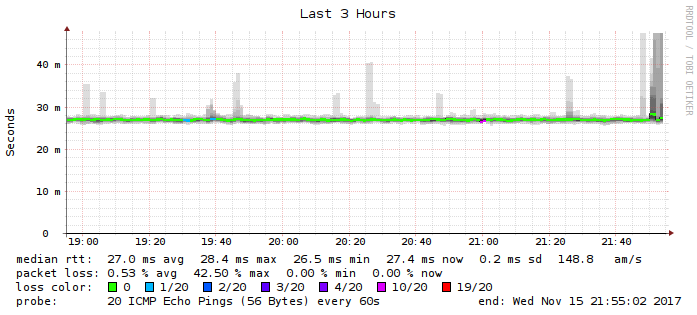 Last 3 Hours
RRDTOOL / TOBI OETIKER
Seconds
40 m
30 m
20 m
10 m
0
19:00 19:20 19:40 20:00 20:20 20:40 21:00 21:20 21:40
median rtt: 27.0 ms avg 28.4 ms max 26.5 ms min 27.4 ms now 0.2 ms sd 148.8 am/s
packet loss: 0.53 % avg 42.50 % max 0.00 % min 0.00 % now
loss color: 0 1/20 2/20 3/20 4/20 10/20 19/20
probe: 20 ICMP Echo Pings (56 Bytes) every 60s end: Wed Nov 15 21:55:02 2017